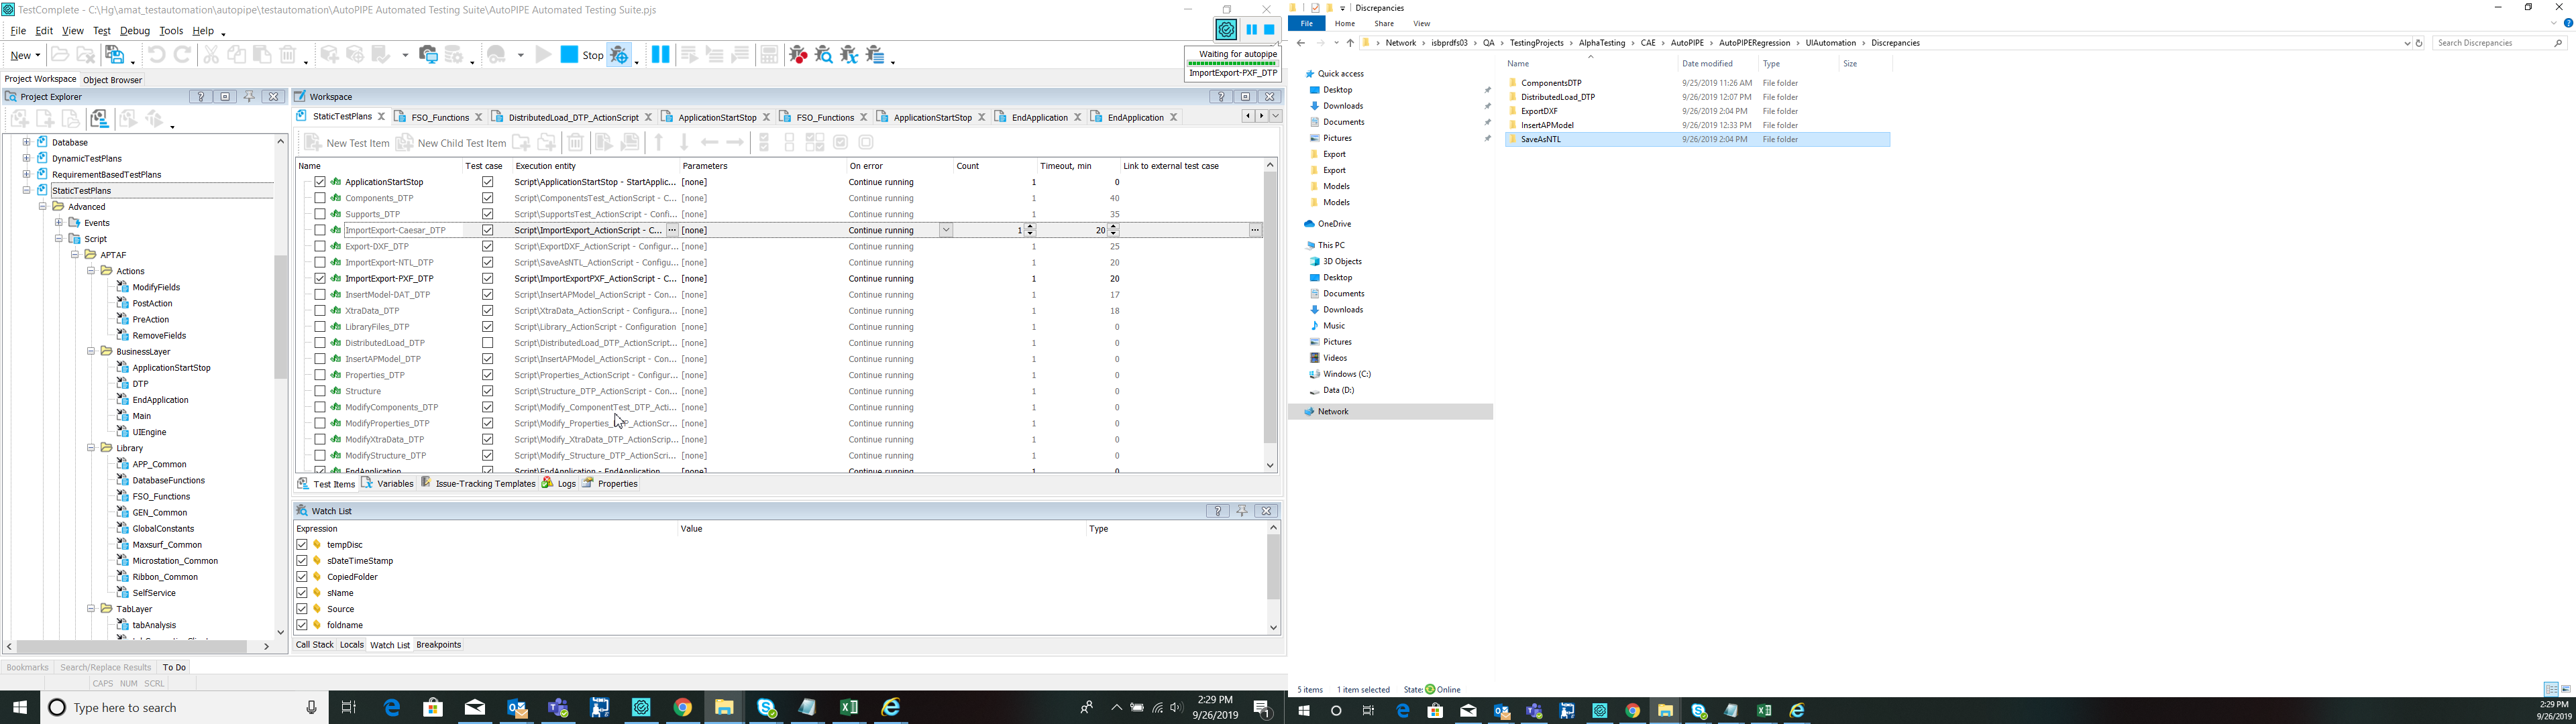 TestComplete - C:\Hg\amat_testautomation\autopipe\testautomation\AutoPIPE Automated Testing Suite\AutoPIPE Automated Testing Suite.pjs
File Edit View Test Debug Tools Help
New Stop
Waiting for autopipe
ImportExport-PXF_DTP
Project Workspace Object Browser
Project Explorer
Database
DynamicTestPlans
RequirementBasedTestPlans
StaticTestPlans
Advanced
Events
Script
APTAF
Actions
ModifyFields
PostAction
PreAction
RemoveFields
BusinessLayer
ApplicationStartStop
DTP
EndApplication
Main
UIEngine
Library
APP_Common
DatabaseFunctions
FSO_Functions
GEN_Common
GlobalConstants
Maxsurf_Common
Microstation_Common
Ribbon_Common
SelfService
TabLayer
tabAnalysis
Workspace
StaticTestPlans FSO_Functions DistributedLoad_DTP_ActionScript ApplicationStartStop FSO_Functions ApplicationStartStop EndApplication EndApplication
New Test Item New Child Test Item
Name Test case Execution entity Parameters On error Count Timeout, min Link to external test case
ApplicationStartStop Script\ApplicationStartStop - StartApplic... [none] Continue running 1 0
Components_DTP Script\ComponentsTest_ActionScript - C... [none] Continue running 1 40
Supports_DTP Script\SupportsTest_ActionScript - Confi... [none] Continue running 1 35
ImportExport-Caesar_DTP Script\ImportExport_ActionScript - C... ... [none] Continue running 1 20 ...
Export-DXF_DTP Script\ExportDXF_ActionScript - Configur... [none] Continue running 1 25
ImportExport-NTL_DTP Script\SaveAsNTL_ActionScript - Configu... [none] Continue running 1 20
ImportExport-PXF_DTP Script\ImportExportPXF_ActionScript - C... [none] Continue running 1 20
InsertModel-DAT_DTP Script\InsertAPModel_ActionScript - Con... [none] Continue running 1 17
XtraData_DTP Script\XtraData_ActionScript - Configura... [none] Continue running 1 18
LibraryFiles_DTP Script\Library_ActionScript - Configuration [none] Continue running 1 0
DistributedLoad_DTP Script\DistributedLoad_DTP_ActionScript... [none] Continue running 1 0
InsertAPModel_DTP Script\InsertAPModel_ActionScript - Con... [none] Continue running 1 0
Properties_DTP Script\Properties_ActionScript - Configur... [none] Continue running 1 0
Structure Script\Structure_DTP_ActionScript - Con... [none] Continue running 1 0
ModifyComponents_DTP Script\Modify_ComponentTest_DTP_Acti... [none] Continue running 1 0
ModifyProperties_DTP Script\Modify_Properties_DTP_ActionScr... [none] Continue running 1 0
ModifyXtraData_DTP Script\Modify_XtraData_DTP_ActionScrip... [none] Continue running 1 0
ModifyStructure_DTP Script\Modify_Structure_DTP_ActionScri... [none] Continue running 1 0
EndApplication Script\EndApplication - EndApplication [none] Continue running 1 0
Test Items Variables Issue-Tracking Templates Logs Properties
Watch List
Expression Value Type
tempDisc
sDateTimeStamp
CopiedFolder
sName
Source
foldname
Call Stack Locals Watch List Breakpoints
Bookmarks Search/Replace Results To Do
CAPS NUM SCRL
Type here to search
2:29 PM
9/26/2019
1
Discrepancies
File Home Share View
Network › isbprdfs03 › QA › TestingProjects › AlphaTesting › CAE › AutoPIPE › AutoPIPERegression › UIAutomation › Discrepancies
Search Discrepancies
Quick access
Desktop
Downloads
Documents
Pictures
Export
Export
Models
Models
OneDrive
This PC
3D Objects
Desktop
Documents
Downloads
Music
Pictures
Videos
Windows (C:)
Data (D:)
Network
Name Date modified Type Size
ComponentsDTP 9/25/2019 11:26 AM File folder
DistributedLoad_DTP 9/26/2019 12:07 PM File folder
ExportDXF 9/26/2019 2:04 PM File folder
InsertAPModel 9/26/2019 12:33 PM File folder
SaveAsNTL 9/26/2019 2:04 PM File folder
5 items 1 item selected State: Online
2:29 PM
9/26/2019